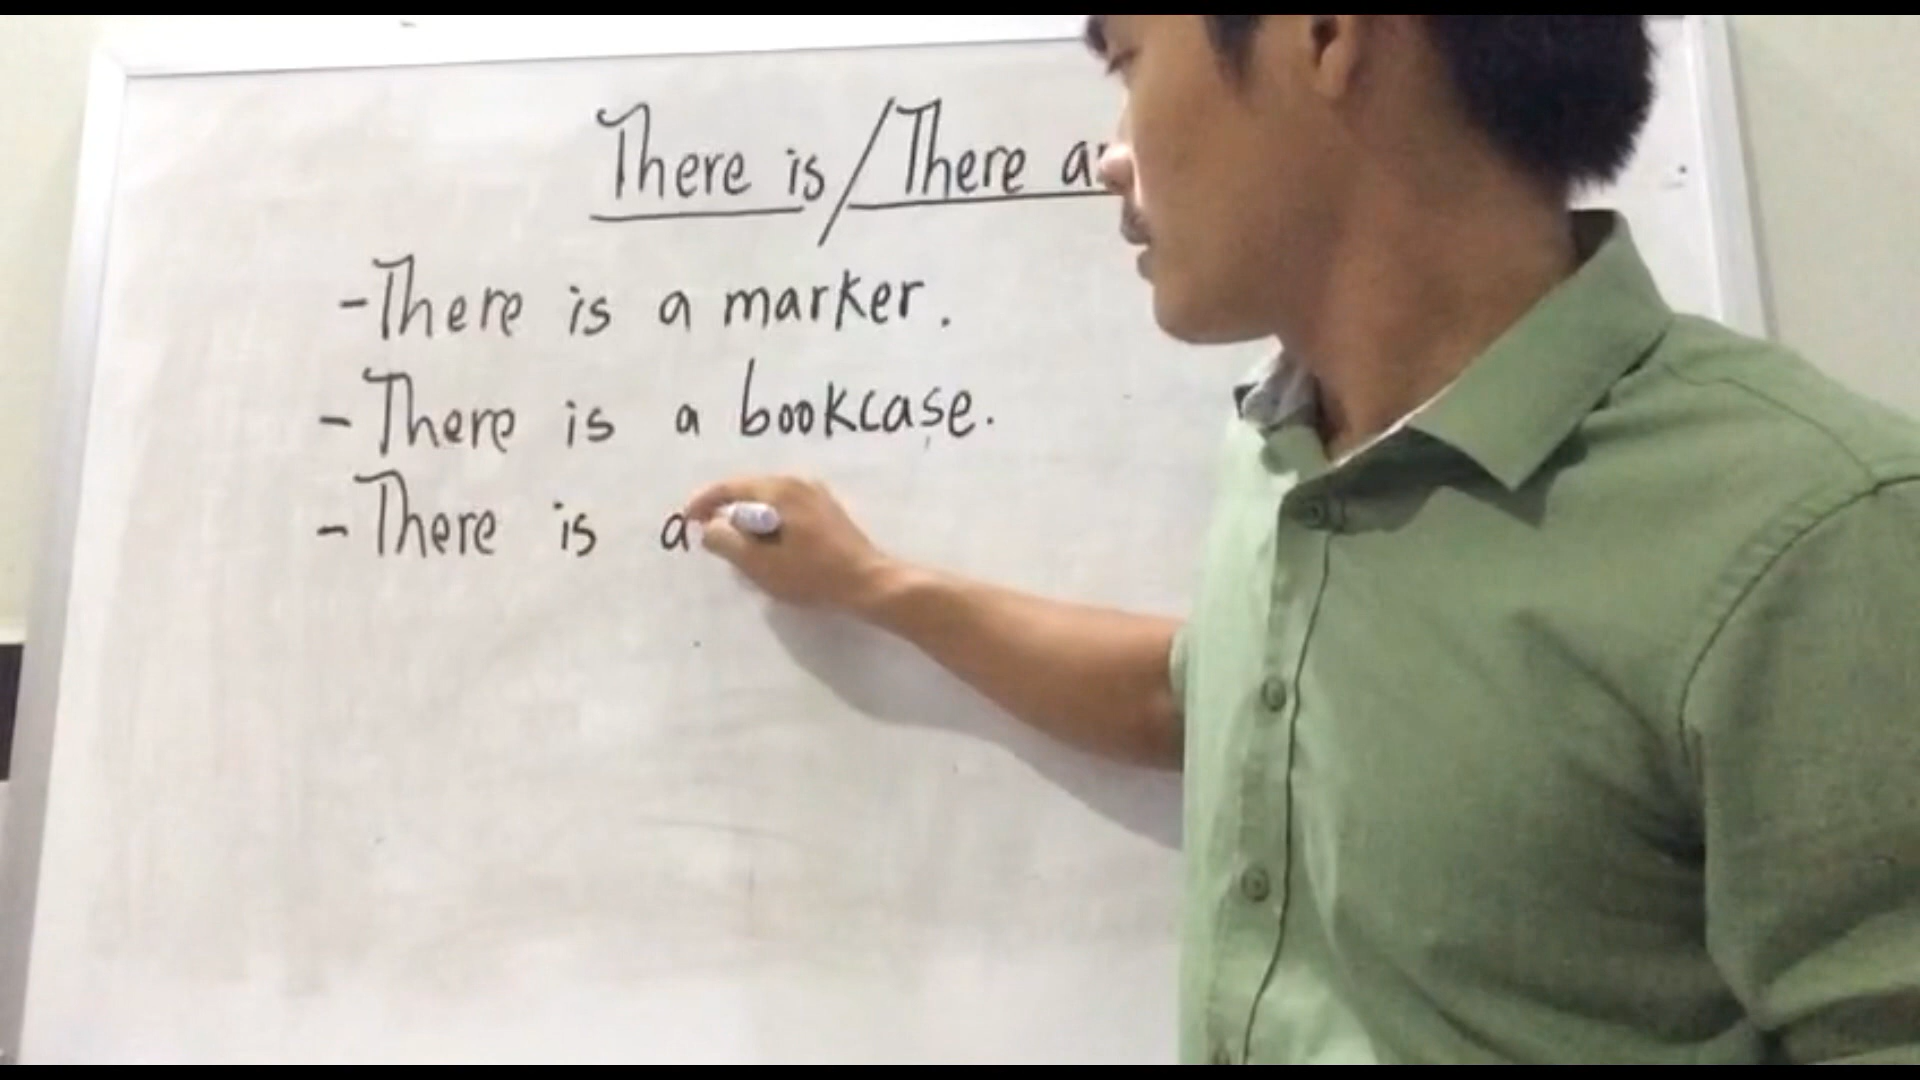 There is/There a
-There is a marker.
-There is a bookcase.
-There is a